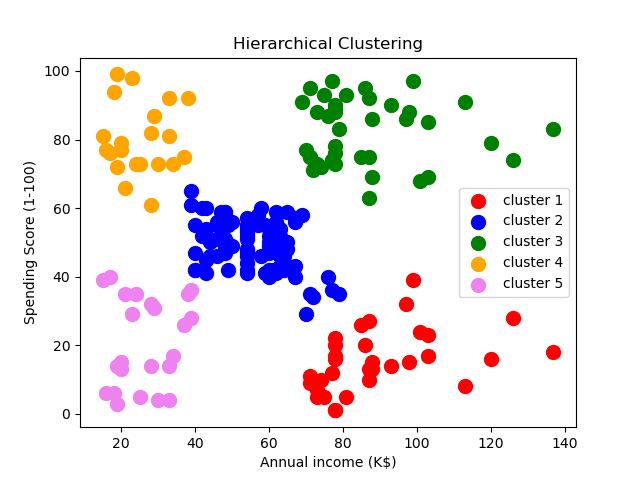 Hierarchical Clustering
Spending Score (1-100)
100
80
60
40
20
0
cluster 1
cluster 2
cluster 3
cluster 4
cluster 5
20 40 60 80 100 120 140
Annual income (K$)